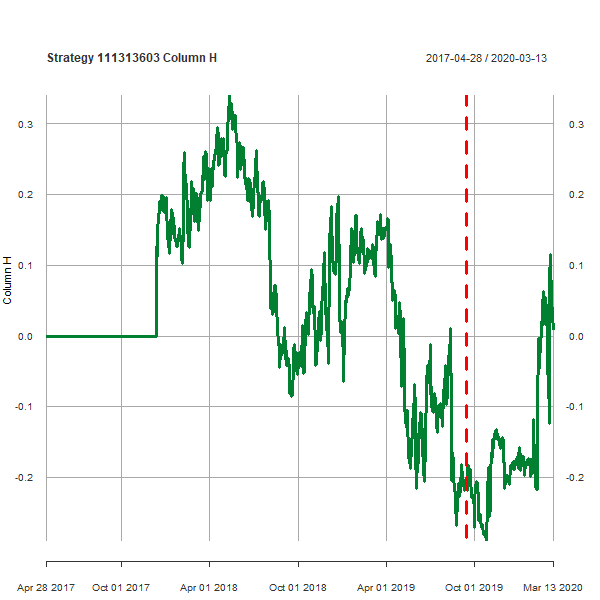 Strategy 111313603 Column H
2017-04-28 / 2020-03-13
0.3
0.3
0.2
0.2
0.1
0.1
Column H
0.0
0.0
-0.1
-0.1
-0.2
-0.2
Apr 28 2017
Oct 01 2017
Apr 01 2018
Oct 01 2018
Apr 01 2019
Oct 01 2019
Mar 13 2020